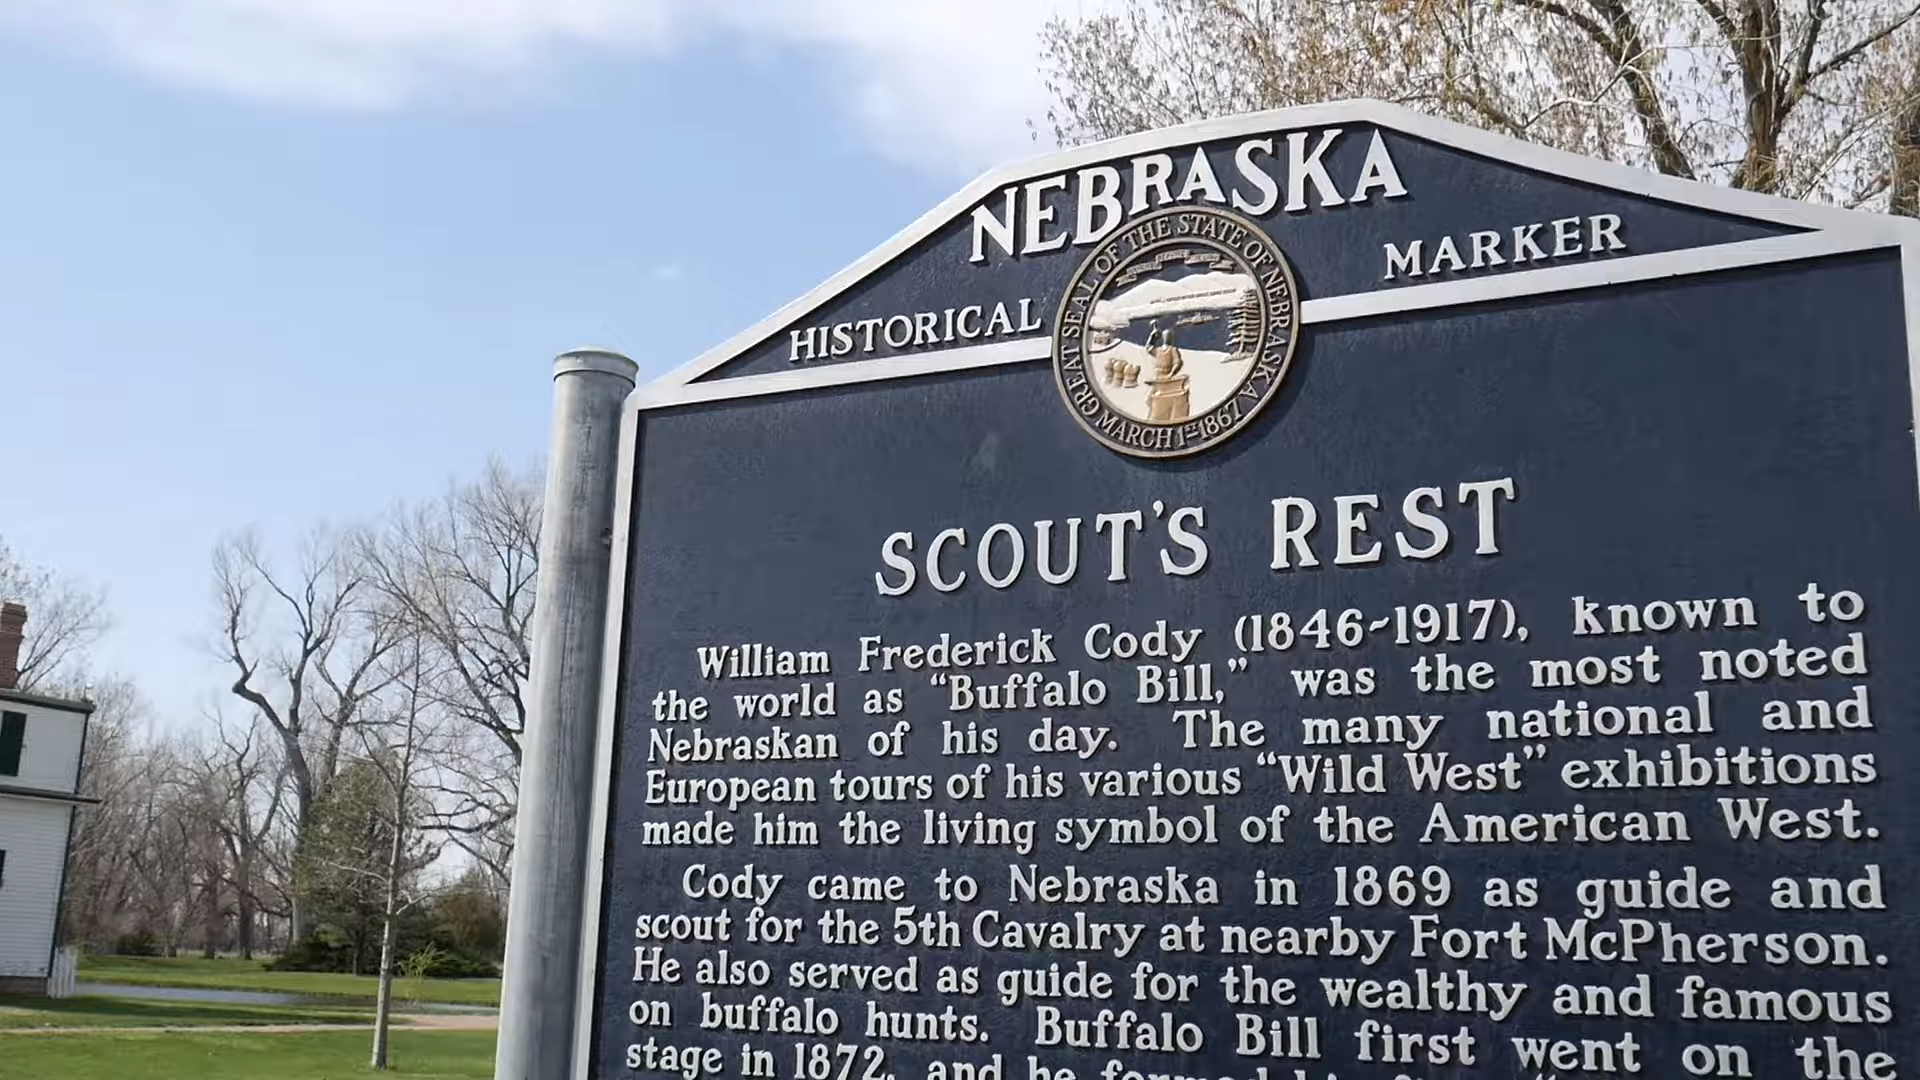 NEBRASKA
HISTORICAL MARKER
GREAT SEAL OF THE STATE OF NEBRASKA
MARCH 1ST 1867
SCOUT'S REST
William Frederick Cody (1846-1917), known to
the world as “Buffalo Bill,” was the most noted
Nebraskan of his day. The many national and
European tours of his various “Wild West” exhibitions
made him the living symbol of the American West.
Cody came to Nebraska in 1869 as guide and
scout for the 5th Cavalry at nearby Fort McPherson.
He also served as guide for the wealthy and famous
on buffalo hunts. Buffalo Bill first went on the
stage in 1872, and he formed his